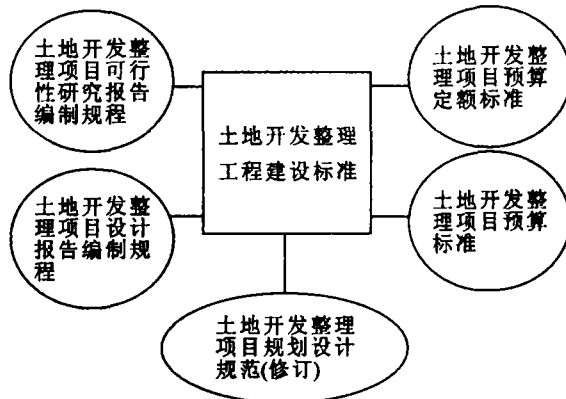 土地开发整
理项目可行
性研究报告
编制规程
土地开发整
理项目预算
定额标准
土地开发整理
工程建设标准
土地开发整
理项目设计
报告编制规
程
土地开发整
理项目预算
标准
土地开发整理
项目规划设计
规范(修订)